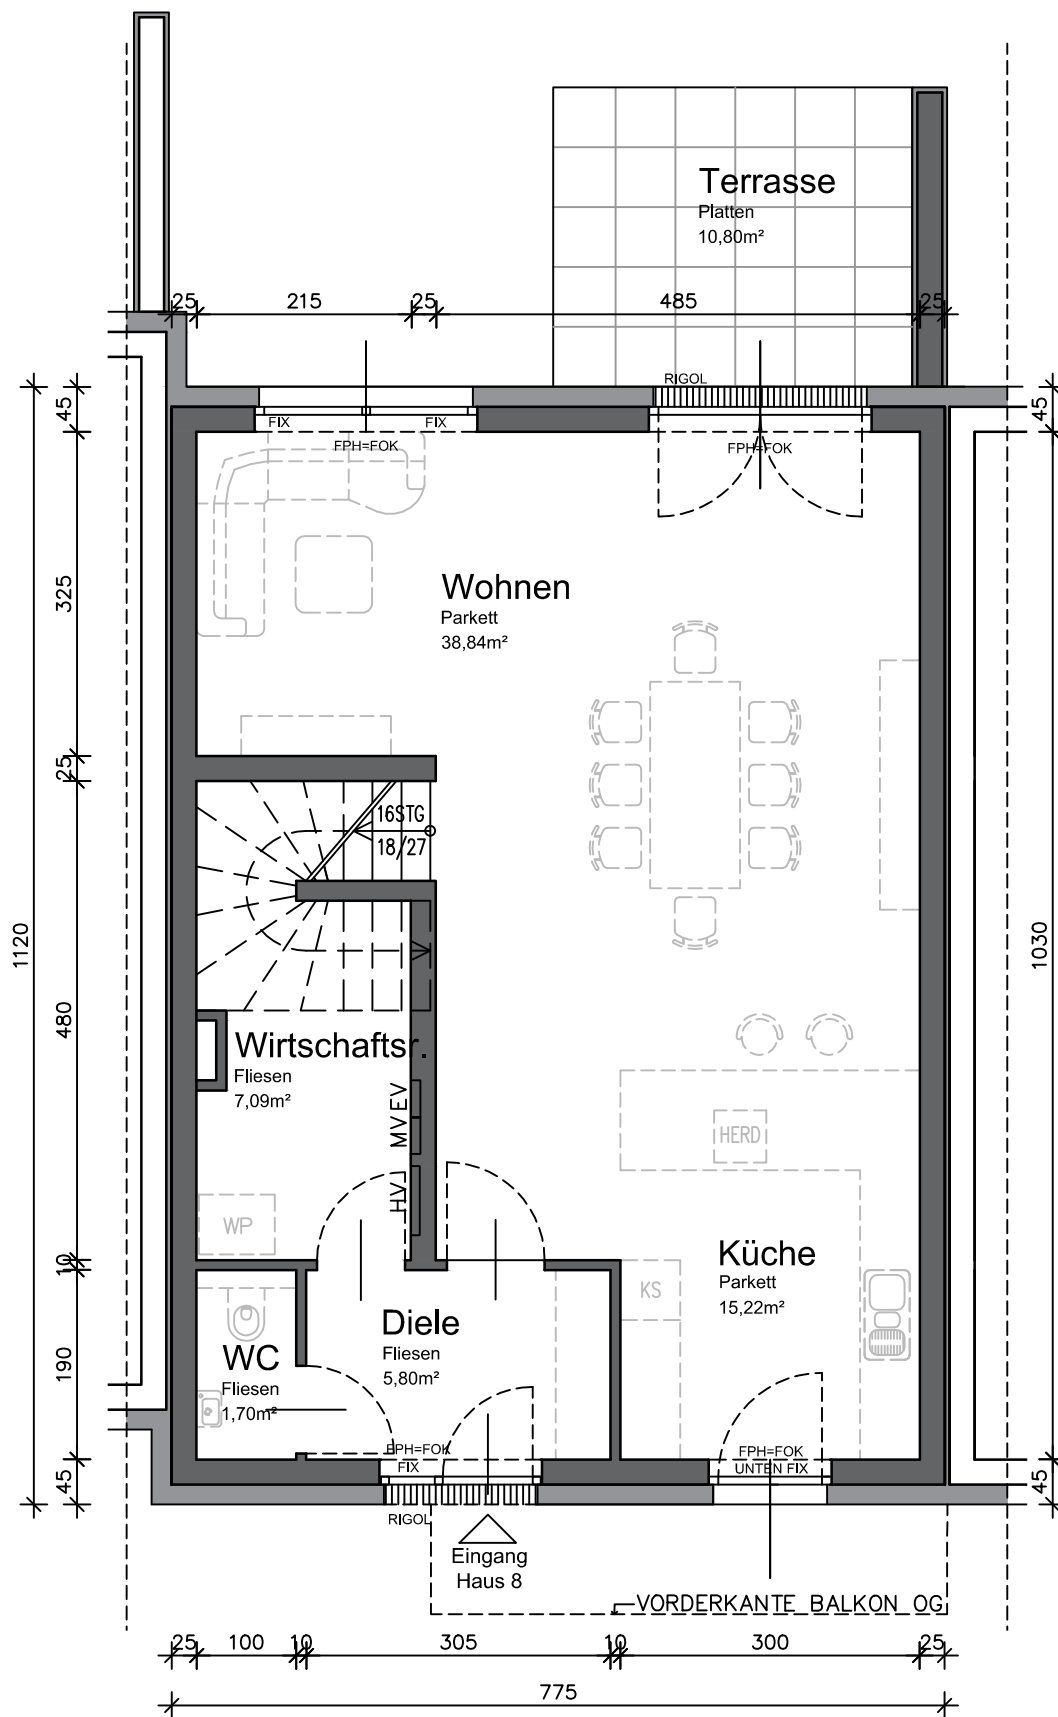 Terrasse
Platten
10,80m²
25
215
25
485
25
RIGOL
45
45
FIX
FIX
FPH=FOK
FPH=FOK
325
Wohnen
Parkett
38,84m²
25
16STG
18/27
1120
1030
480
Wirtschaftsr.
Fliesen
7,09m²
EV
MV
HV
HERD
WP
10
Küche
Parkett
15,22m²
KS
Diele
Fliesen
5,80m²
WC
Fliesen
1,70m²
190
FPH=FOK
FIX
FPH=FOK
UNTEN FIX
45
45
RIGOL
Eingang
Haus 8
VORDERKANTE BALKON OG
25
100
10
305
10
300
25
775